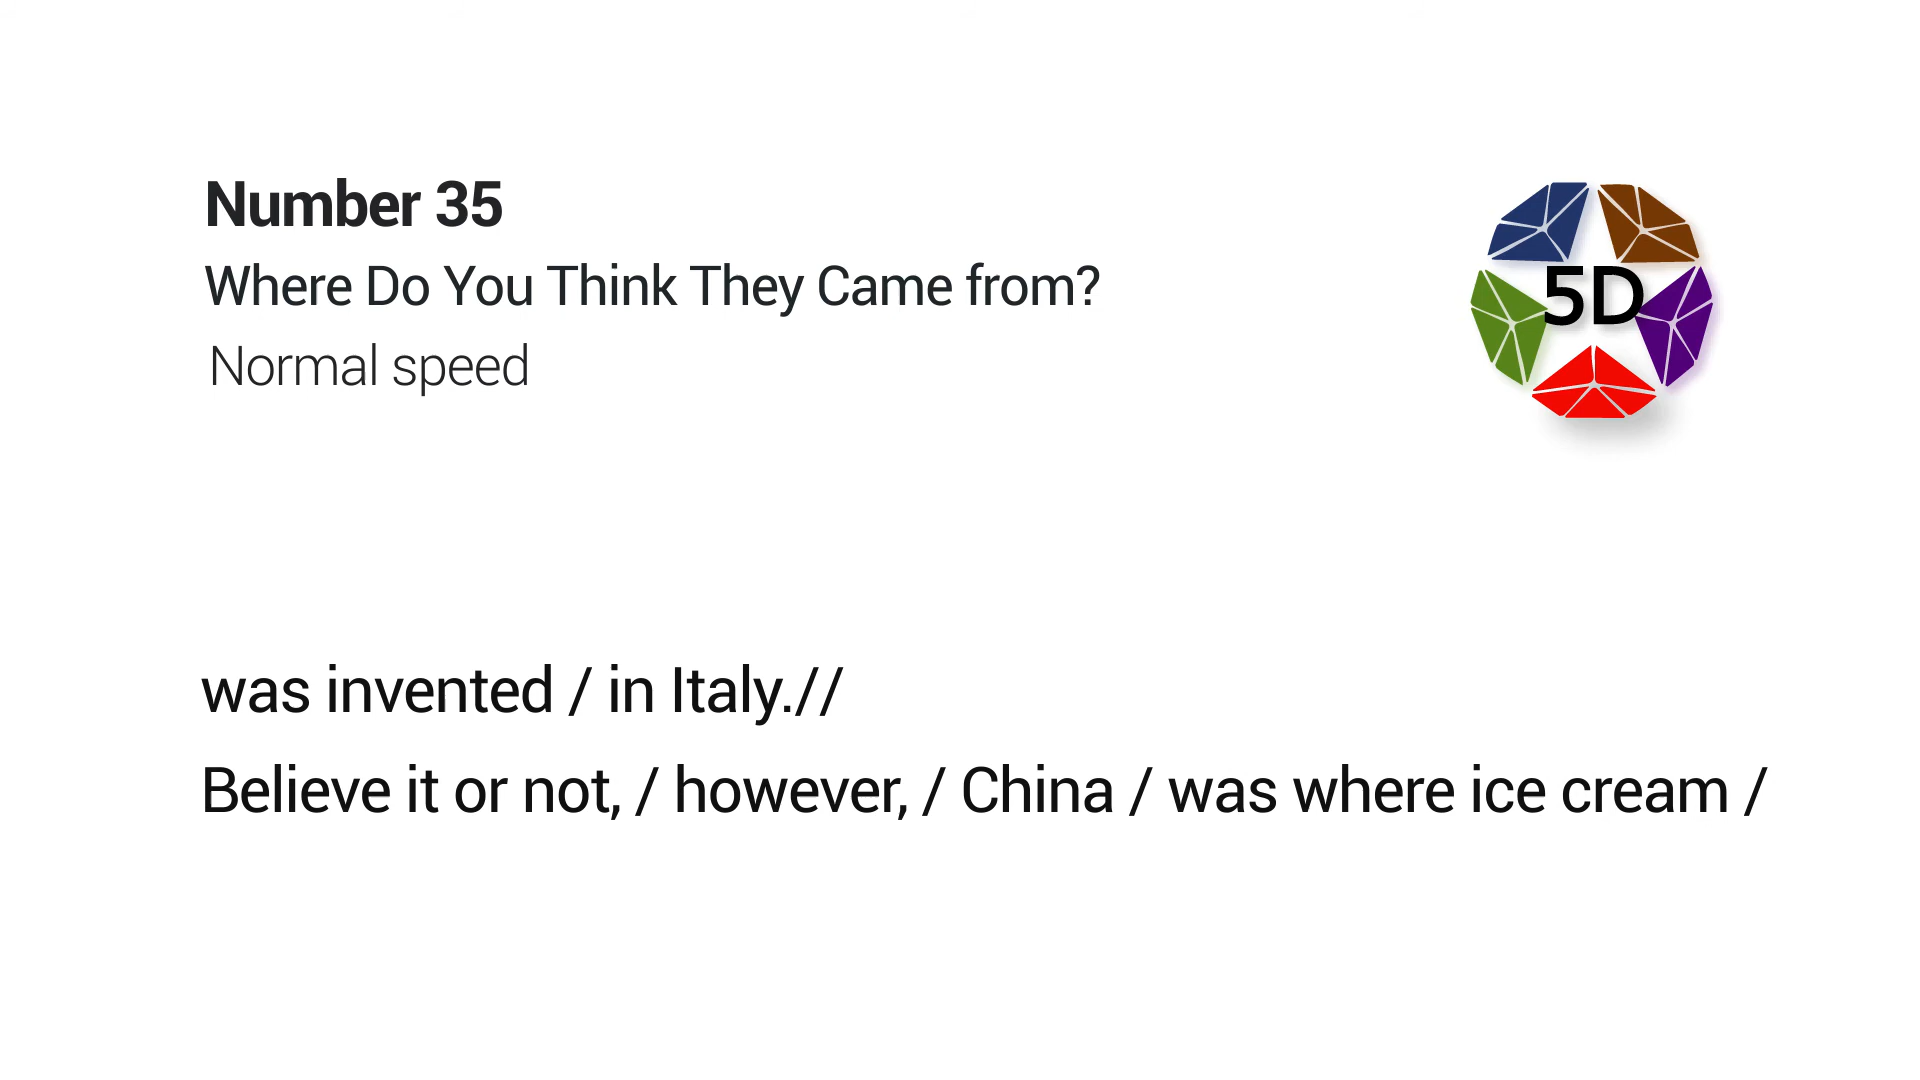 Number 35
Where Do You Think They Came from?
Normal speed
5D
was invented / in Italy.//
Believe it or not, / however, / China / was where ice cream /